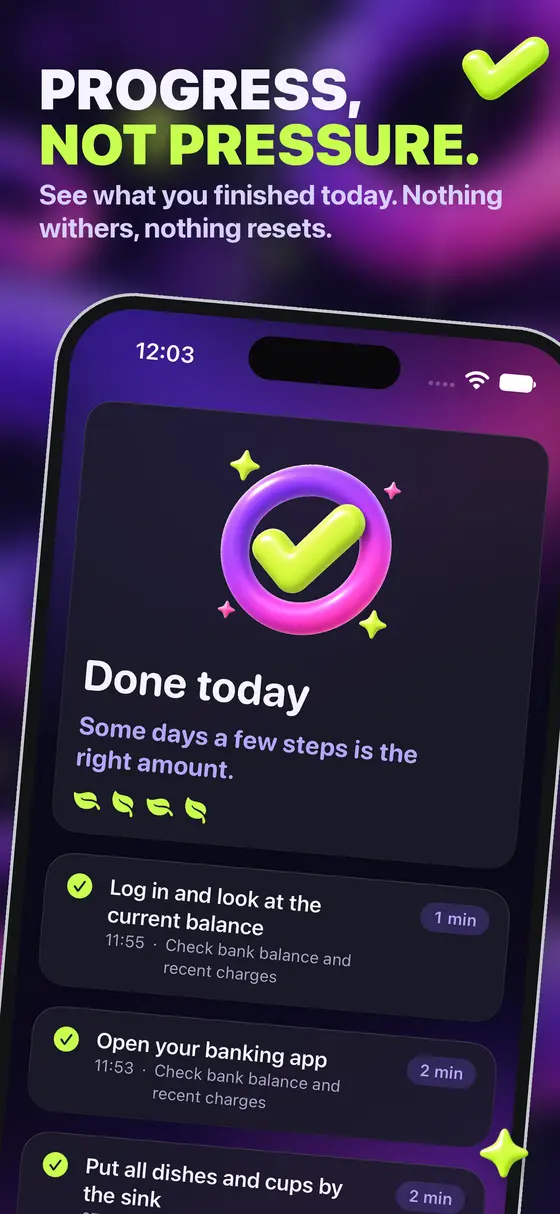 PROGRESS,
NOT PRESSURE.
See what you finished today. Nothing
withers, nothing resets.
12:03
Done today
Some days a few steps is the
right amount.
Log in and look at the
current balance
1 min
11:55 · Check bank balance and
recent charges
Open your banking app
2 min
11:53 · Check bank balance and
recent charges
Put all dishes and cups by
the sink
2 min